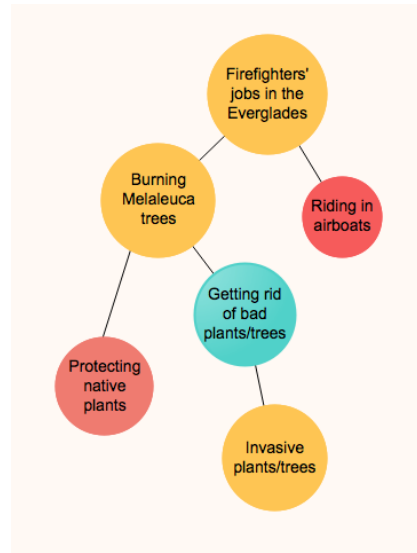 Firefighters'
jobs in the
Everglades
Burning
Melaleuca
trees
Riding in
airboats
Getting rid
of bad
plants/trees
Protecting
native
plants
Invasive
plants/trees